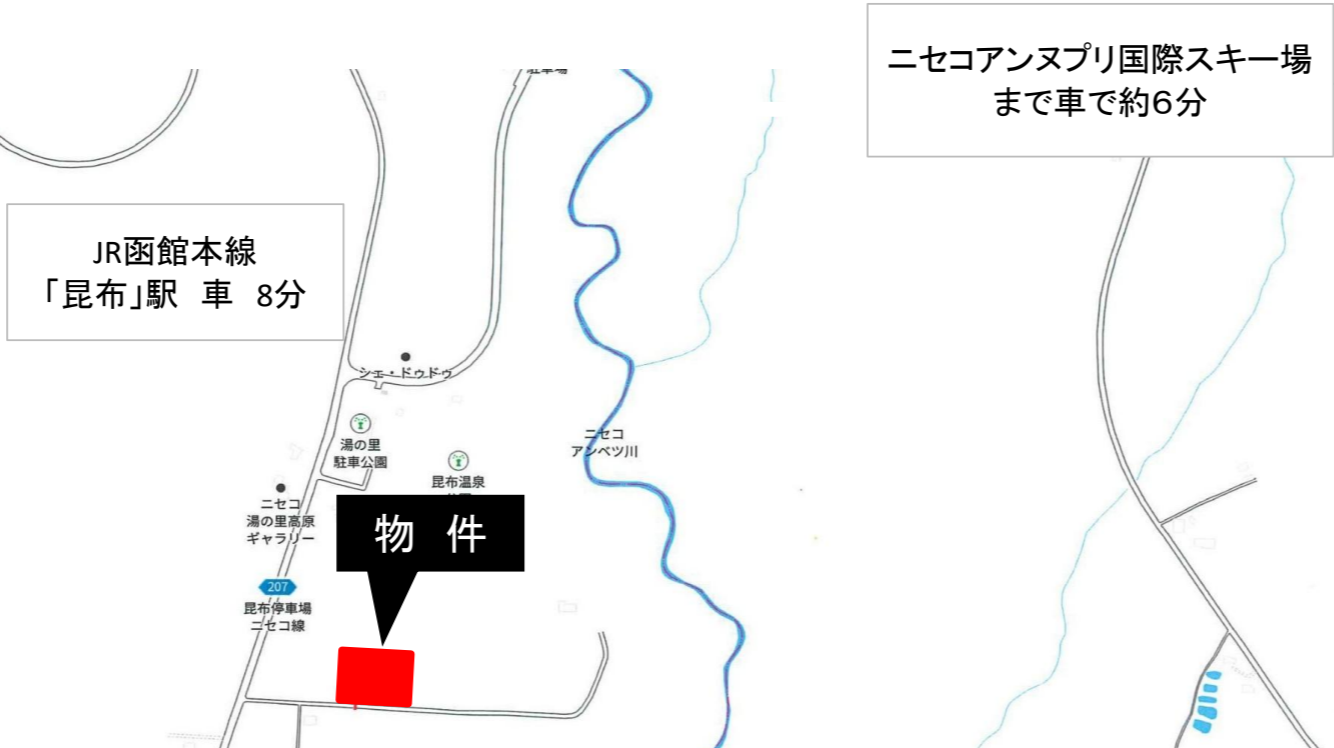 ニセコアンヌプリ国際スキー場
まで車で約6分
駐車場
JR函館本線
「昆布」駅　車　8分
シェ・ドゥドゥ
湯の里
駐車公園
昆布温泉
ニセコ
アンベツ川
ニセコ
湯の里高原
ギャラリー
物　件
207
昆布停車場
ニセコ線